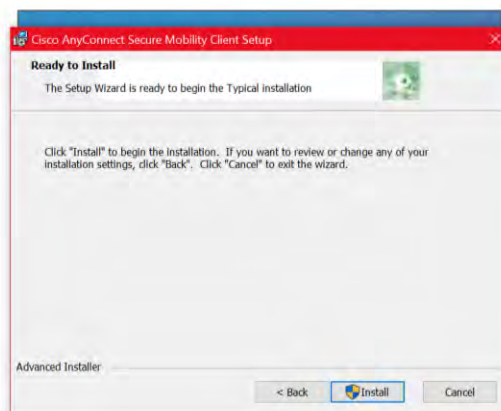 Cisco AnyConnect Secure Mobility Client Setup
Ready to Install
The Setup Wizard is ready to begin the Typical installation
Click "Install" to begin the installation. If you want to review or change any of your
installation settings, click "Back". Click "Cancel" to exit the wizard.
Advanced Installer
< Back
Install
Cancel